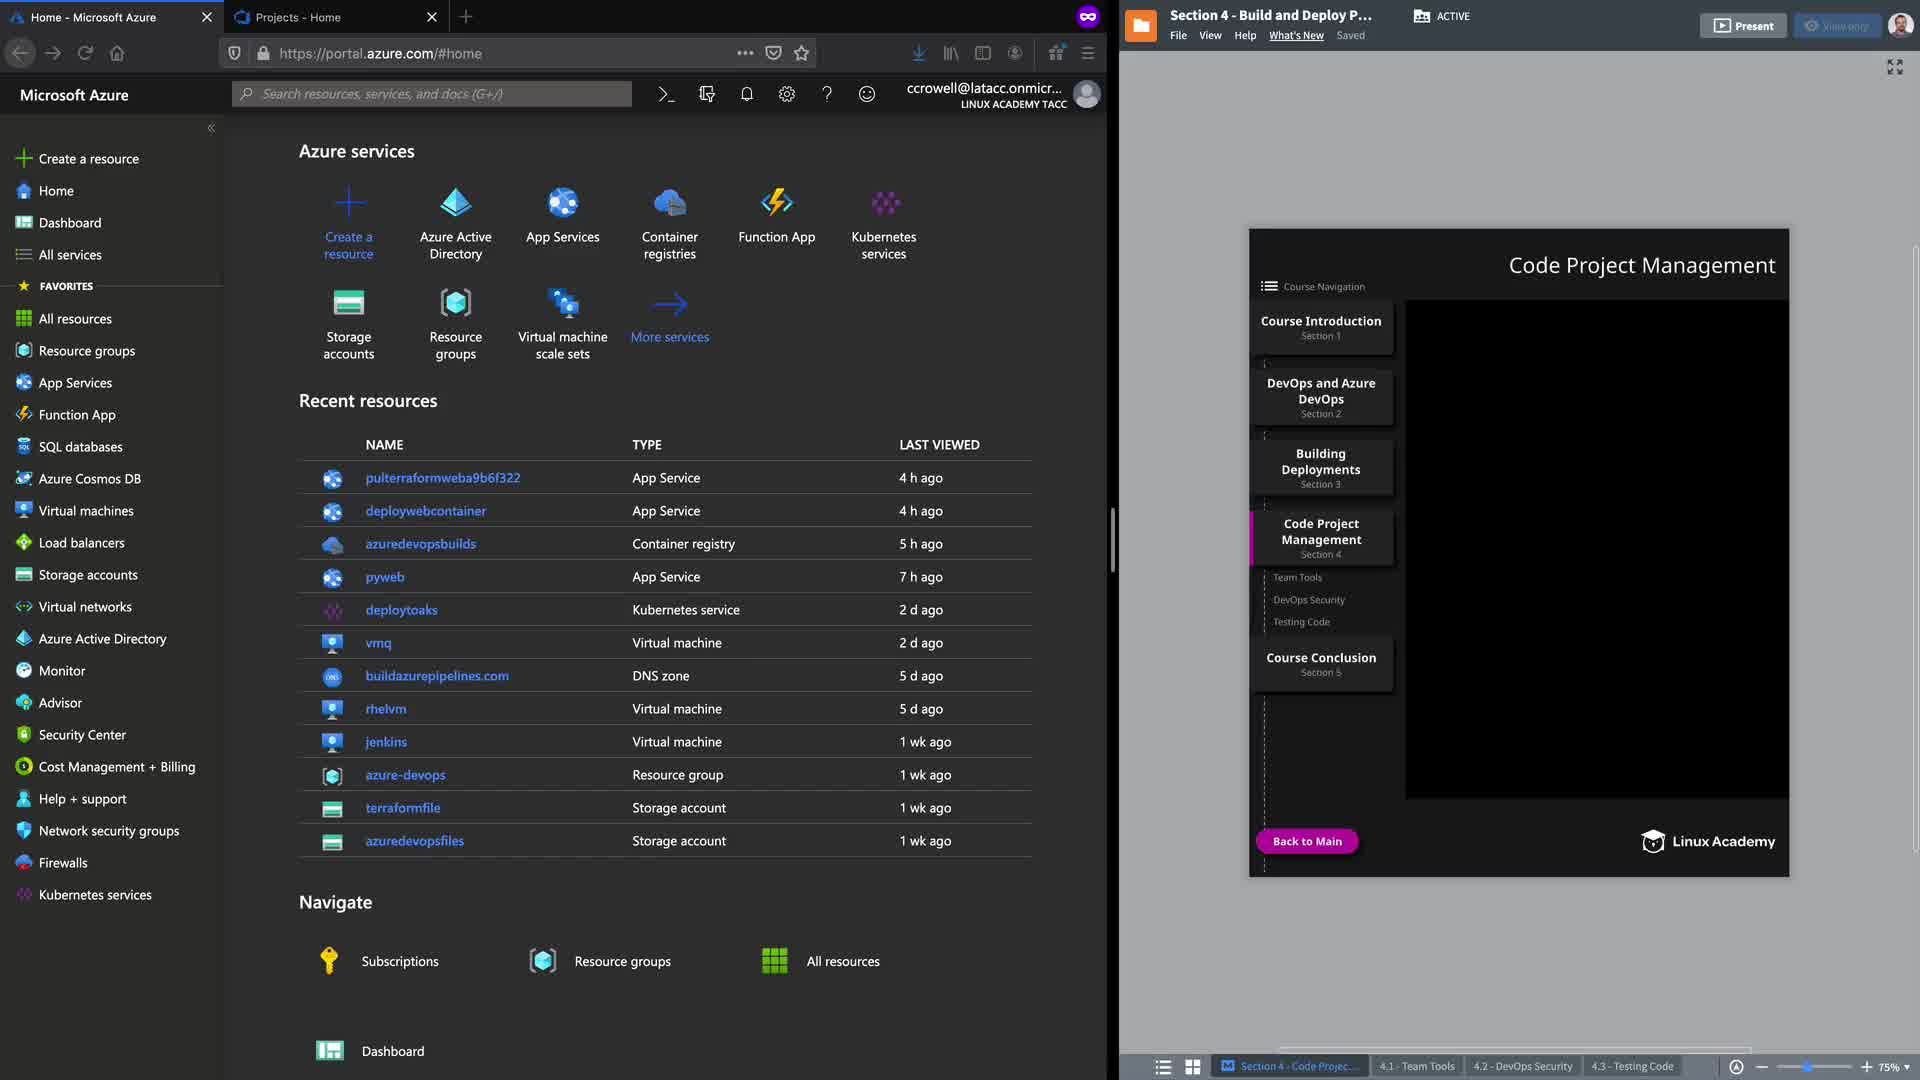 Home - Microsoft Azure
Projects - Home
https://portal.azure.com/#home
Microsoft Azure
Search resources, services, and docs (G+/)
ccrowell@latacc.onmicr...
LINUX ACADEMY TACC
Create a resource
Home
Dashboard
All services
FAVORITES
All resources
Resource groups
App Services
Function App
SQL databases
Azure Cosmos DB
Virtual machines
Load balancers
Storage accounts
Virtual networks
Azure Active Directory
Monitor
Advisor
Security Center
Cost Management + Billing
Help + support
Network security groups
Firewalls
Kubernetes services
Azure services
Create a resource
Azure Active Directory
App Services
Container registries
Function App
Kubernetes services
Storage accounts
Resource groups
Virtual machine scale sets
More services
Recent resources
NAME TYPE LAST VIEWED
pulterraformweba9b6f322 App Service 4 h ago
deploywebcontainer App Service 4 h ago
azuredevopsbuilds Container registry 5 h ago
pyweb App Service 7 h ago
deploytoaks Kubernetes service 2 d ago
vmq Virtual machine 2 d ago
buildazurepipelines.com DNS zone 5 d ago
rhelvm Virtual machine 5 d ago
jenkins Virtual machine 1 wk ago
azure-devops Resource group 1 wk ago
terraformfile Storage account 1 wk ago
azuredevopsfiles Storage account 1 wk ago
Navigate
Subscriptions
Resource groups
All resources
Dashboard
Section 4 - Build and Deploy P...
ACTIVE
File View Help What's New Saved
Present
View only
Code Project Management
Course Navigation
Course Introduction
Section 1
DevOps and Azure
DevOps
Section 2
Building
Deployments
Section 3
Code Project
Management
Section 4
Team Tools
DevOps Security
Testing Code
Course Conclusion
Section 5
Back to Main
Linux Academy
Section 4 - Code Projec...
4.1 - Team Tools
4.2 - DevOps Security
4.3 - Testing Code
75%